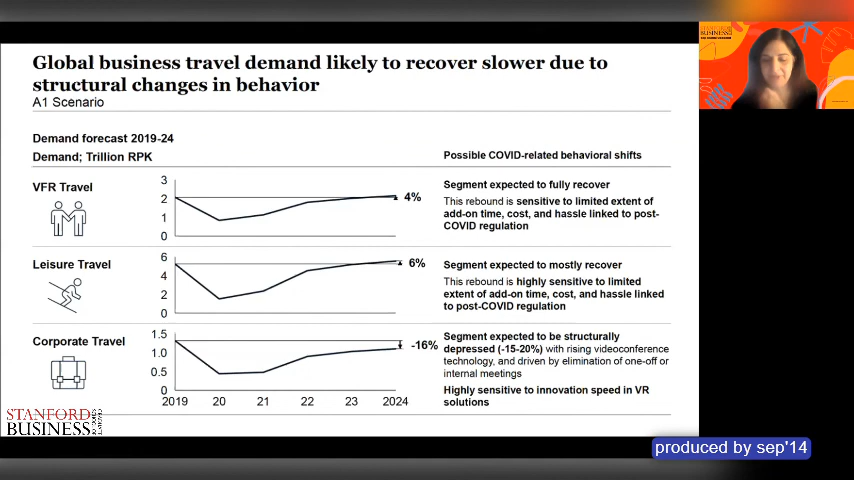 Global business travel demand likely to recover slower due to
structural changes in behavior
A1 Scenario
Demand forecast 2019-24
Demand; Trillion RPK
Possible COVID-related behavioral shifts
VFR Travel
3
2
1
0
4%
Segment expected to fully recover
This rebound is sensitive to limited extent of
add-on time, cost, and hassle linked to post-
COVID regulation
Leisure Travel
6
4
2
0
6%
Segment expected to mostly recover
This rebound is highly sensitive to limited
extent of add-on time, cost, and hassle linked
to post-COVID regulation
Corporate Travel
1.5
1.0
0.5
0
-16%
2019 20 21 22 23 2024
Segment expected to be structurally
depressed (-15-20%) with rising videoconference
technology, and driven by elimination of one-off or
internal meetings
Highly sensitive to innovation speed in VR
solutions
STANFORD
BUSINESS
STANFORD
BUSINESS
produced by sep'14